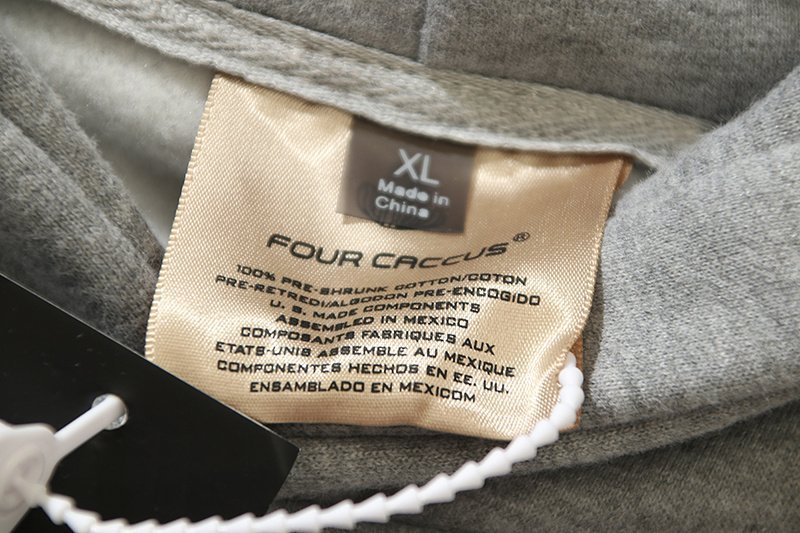 XL
Made in
China
FOUR CACCUS®
100% PRE-SHRUNK COTTON/COTON
PRE-RETREDI/ALGODON PRE-ENCOGIDO
U. S. MADE COMPONENTS
ASSEMBLED IN MEXICO
COMPOSANTS FABRIQUES AUX
ETATS-UNIS ASSEMBLE AU MEXIQUE
COMPONENTES HECHOS EN EE. UU.
ENSAMBLADO EN MEXICOM